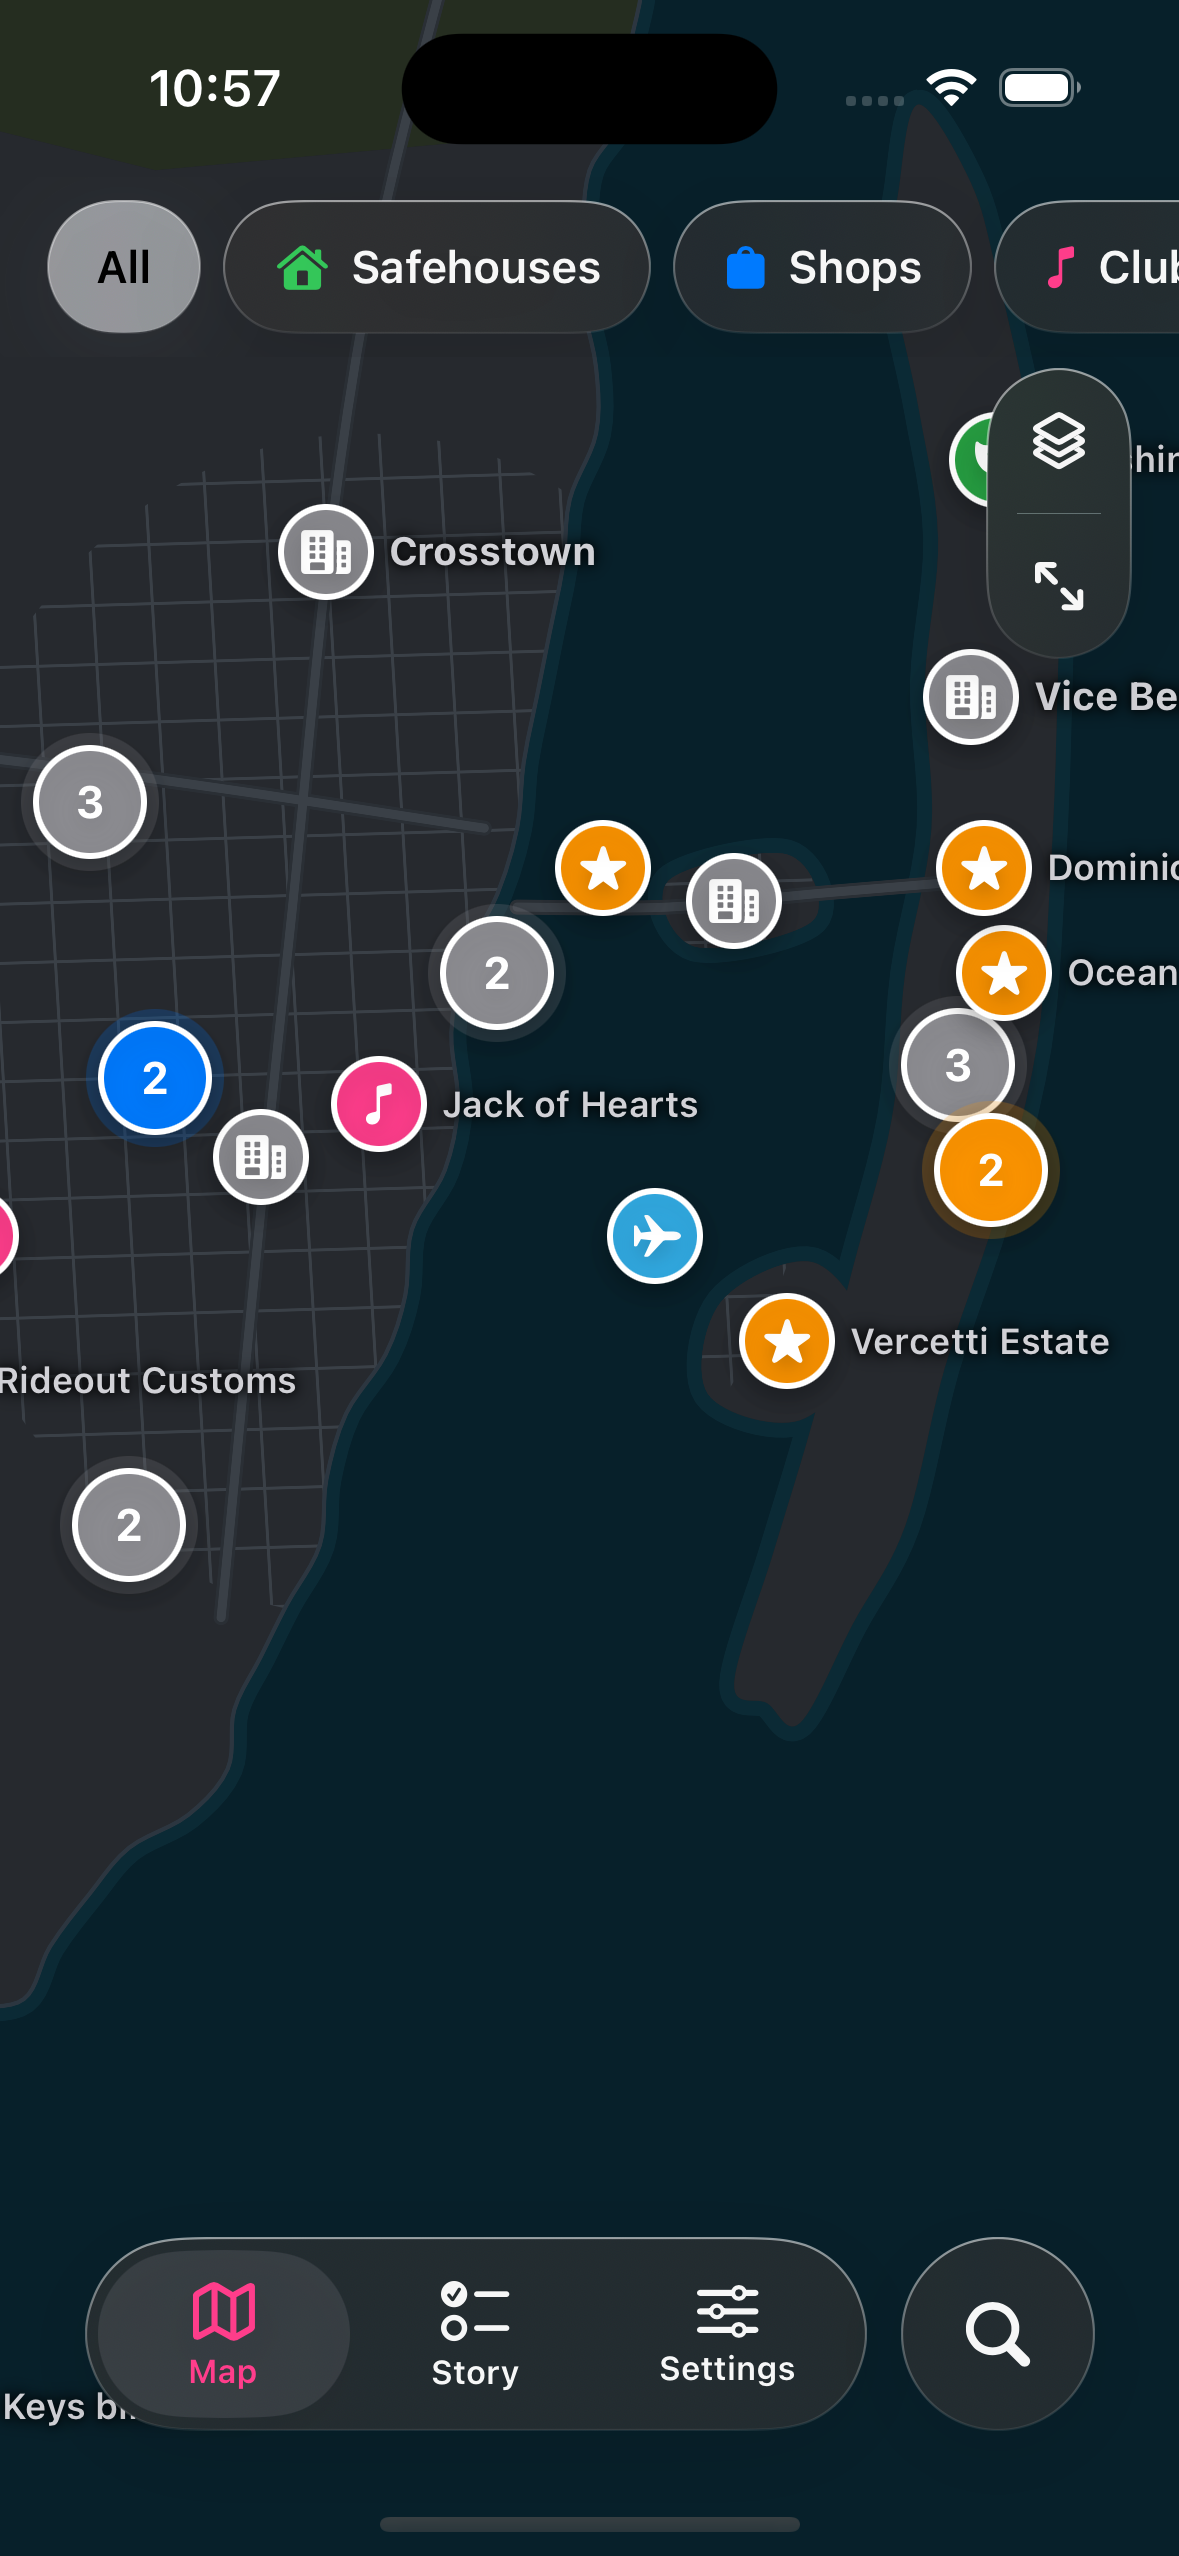 10:57
All
Safehouses
Shops
Club
hir
Crosstown
Vice Be
3
Dominic
2
Ocean
3
2
Jack of Hearts
2
Vercetti Estate
Rideout Customs
2
Map
Story
Settings
Keys